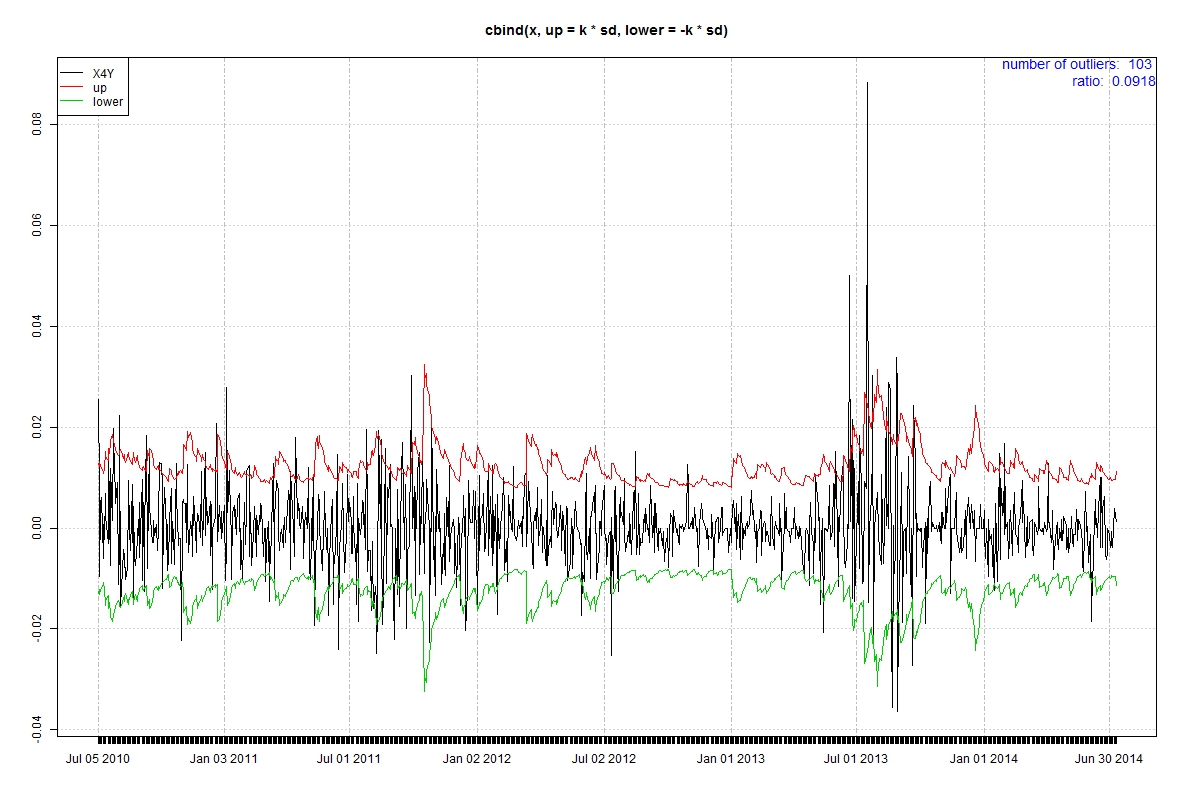 cbind(x, up = k * sd, lower = -k * sd)
number of outliers: 103
ratio: 0.0918
X4Y
up
lower
0.08
0.06
0.04
0.02
0.00
-0.02
-0.04
Jul 05 2010 Jan 03 2011 Jul 01 2011 Jan 02 2012 Jul 02 2012 Jan 01 2013 Jul 01 2013 Jan 01 2014 Jun 30 2014